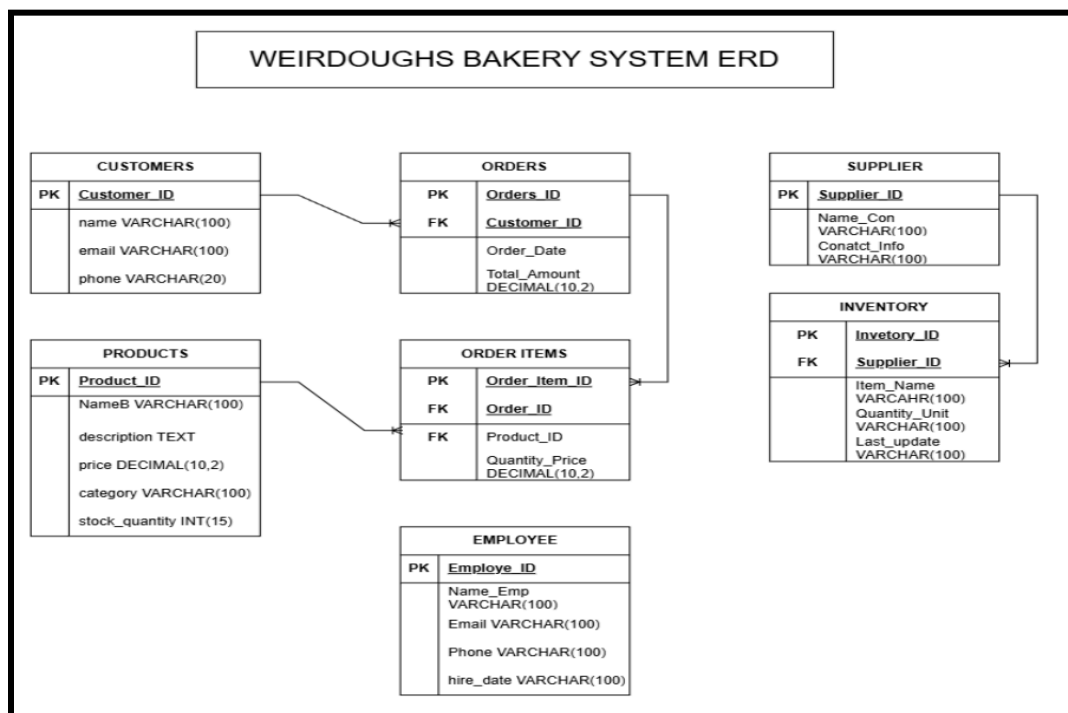 WEIRDOUGHS BAKERY SYSTEM ERD
CUSTOMERS
PK Customer_ID
name VARCHAR(100)
email VARCHAR(100)
phone VARCHAR(20)
ORDERS
PK Orders_ID
FK Customer_ID
Order_Date
Total_Amount
DECIMAL(10,2)
SUPPLIER
PK Supplier_ID
Name_Con
VARCHAR(100)
Conatct_Info
VARCHAR(100)
PRODUCTS
PK Product_ID
NameB VARCHAR(100)
description TEXT
price DECIMAL(10,2)
category VARCHAR(100)
stock_quantity INT(15)
ORDER ITEMS
PK Order_Item_ID
FK Order_ID
FK Product_ID
Quantity_Price
DECIMAL(10,2)
INVENTORY
PK Invetory_ID
FK Supplier_ID
Item_Name
VARCAHR(100)
Quantity_Unit
VARCHAR(100)
Last_update
VARCHAR(100)
EMPLOYEE
PK Employe_ID
Name_Emp
VARCHAR(100)
Email VARCHAR(100)
Phone VARCHAR(100)
hire_date VARCHAR(100)